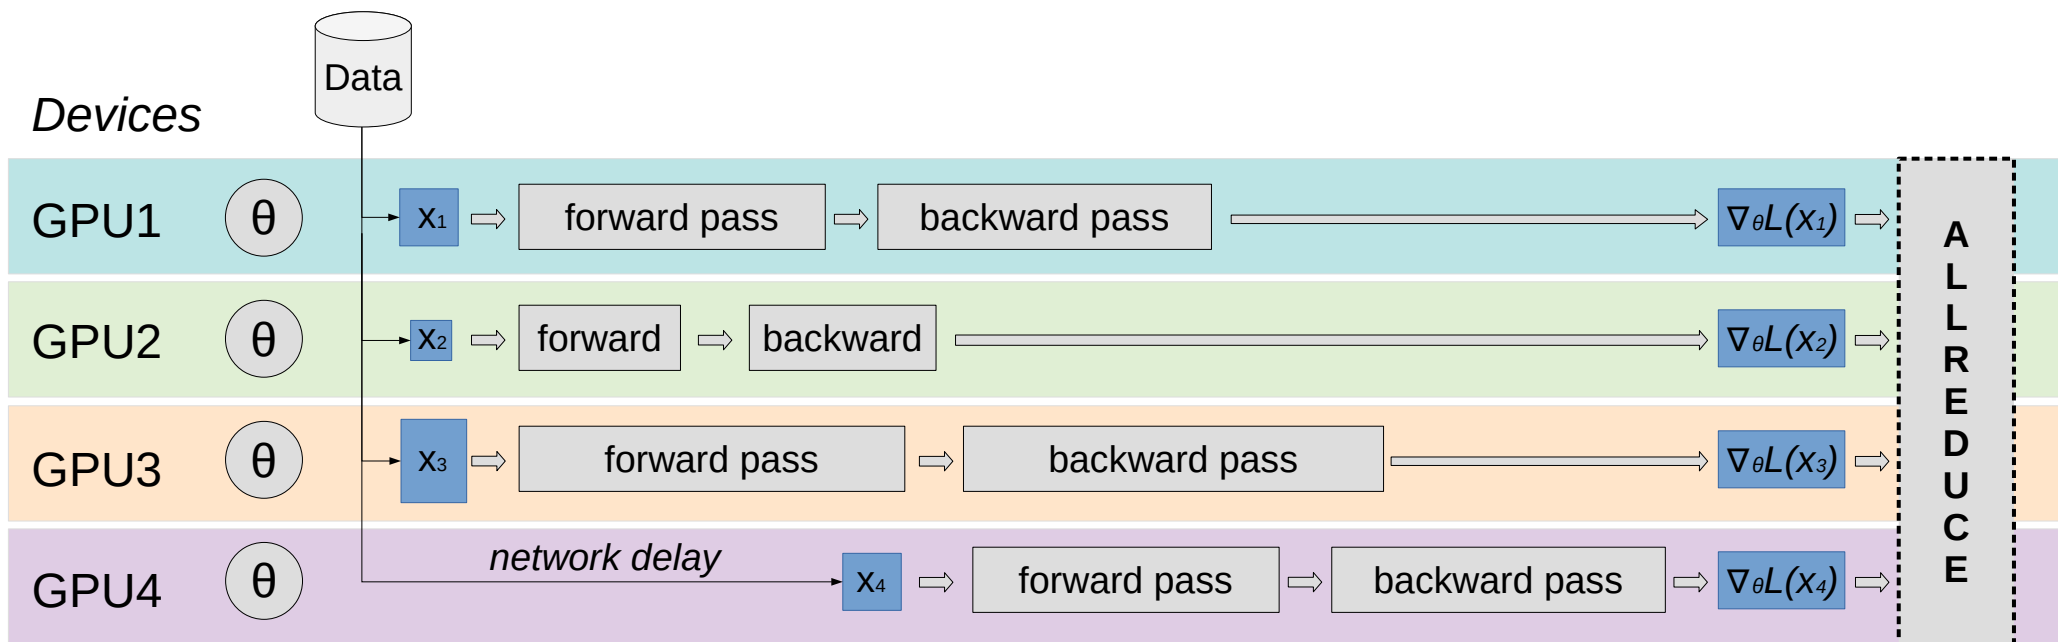 Data
Devices
GPU1 θ x₁ forward pass backward pass ∇θL(x₁)
GPU2 θ x₂ forward backward ∇θL(x₂)
GPU3 θ x₃ forward pass backward pass ∇θL(x₃)
network delay
GPU4 θ x₄ forward pass backward pass ∇θL(x₄)
ALLREDUCE